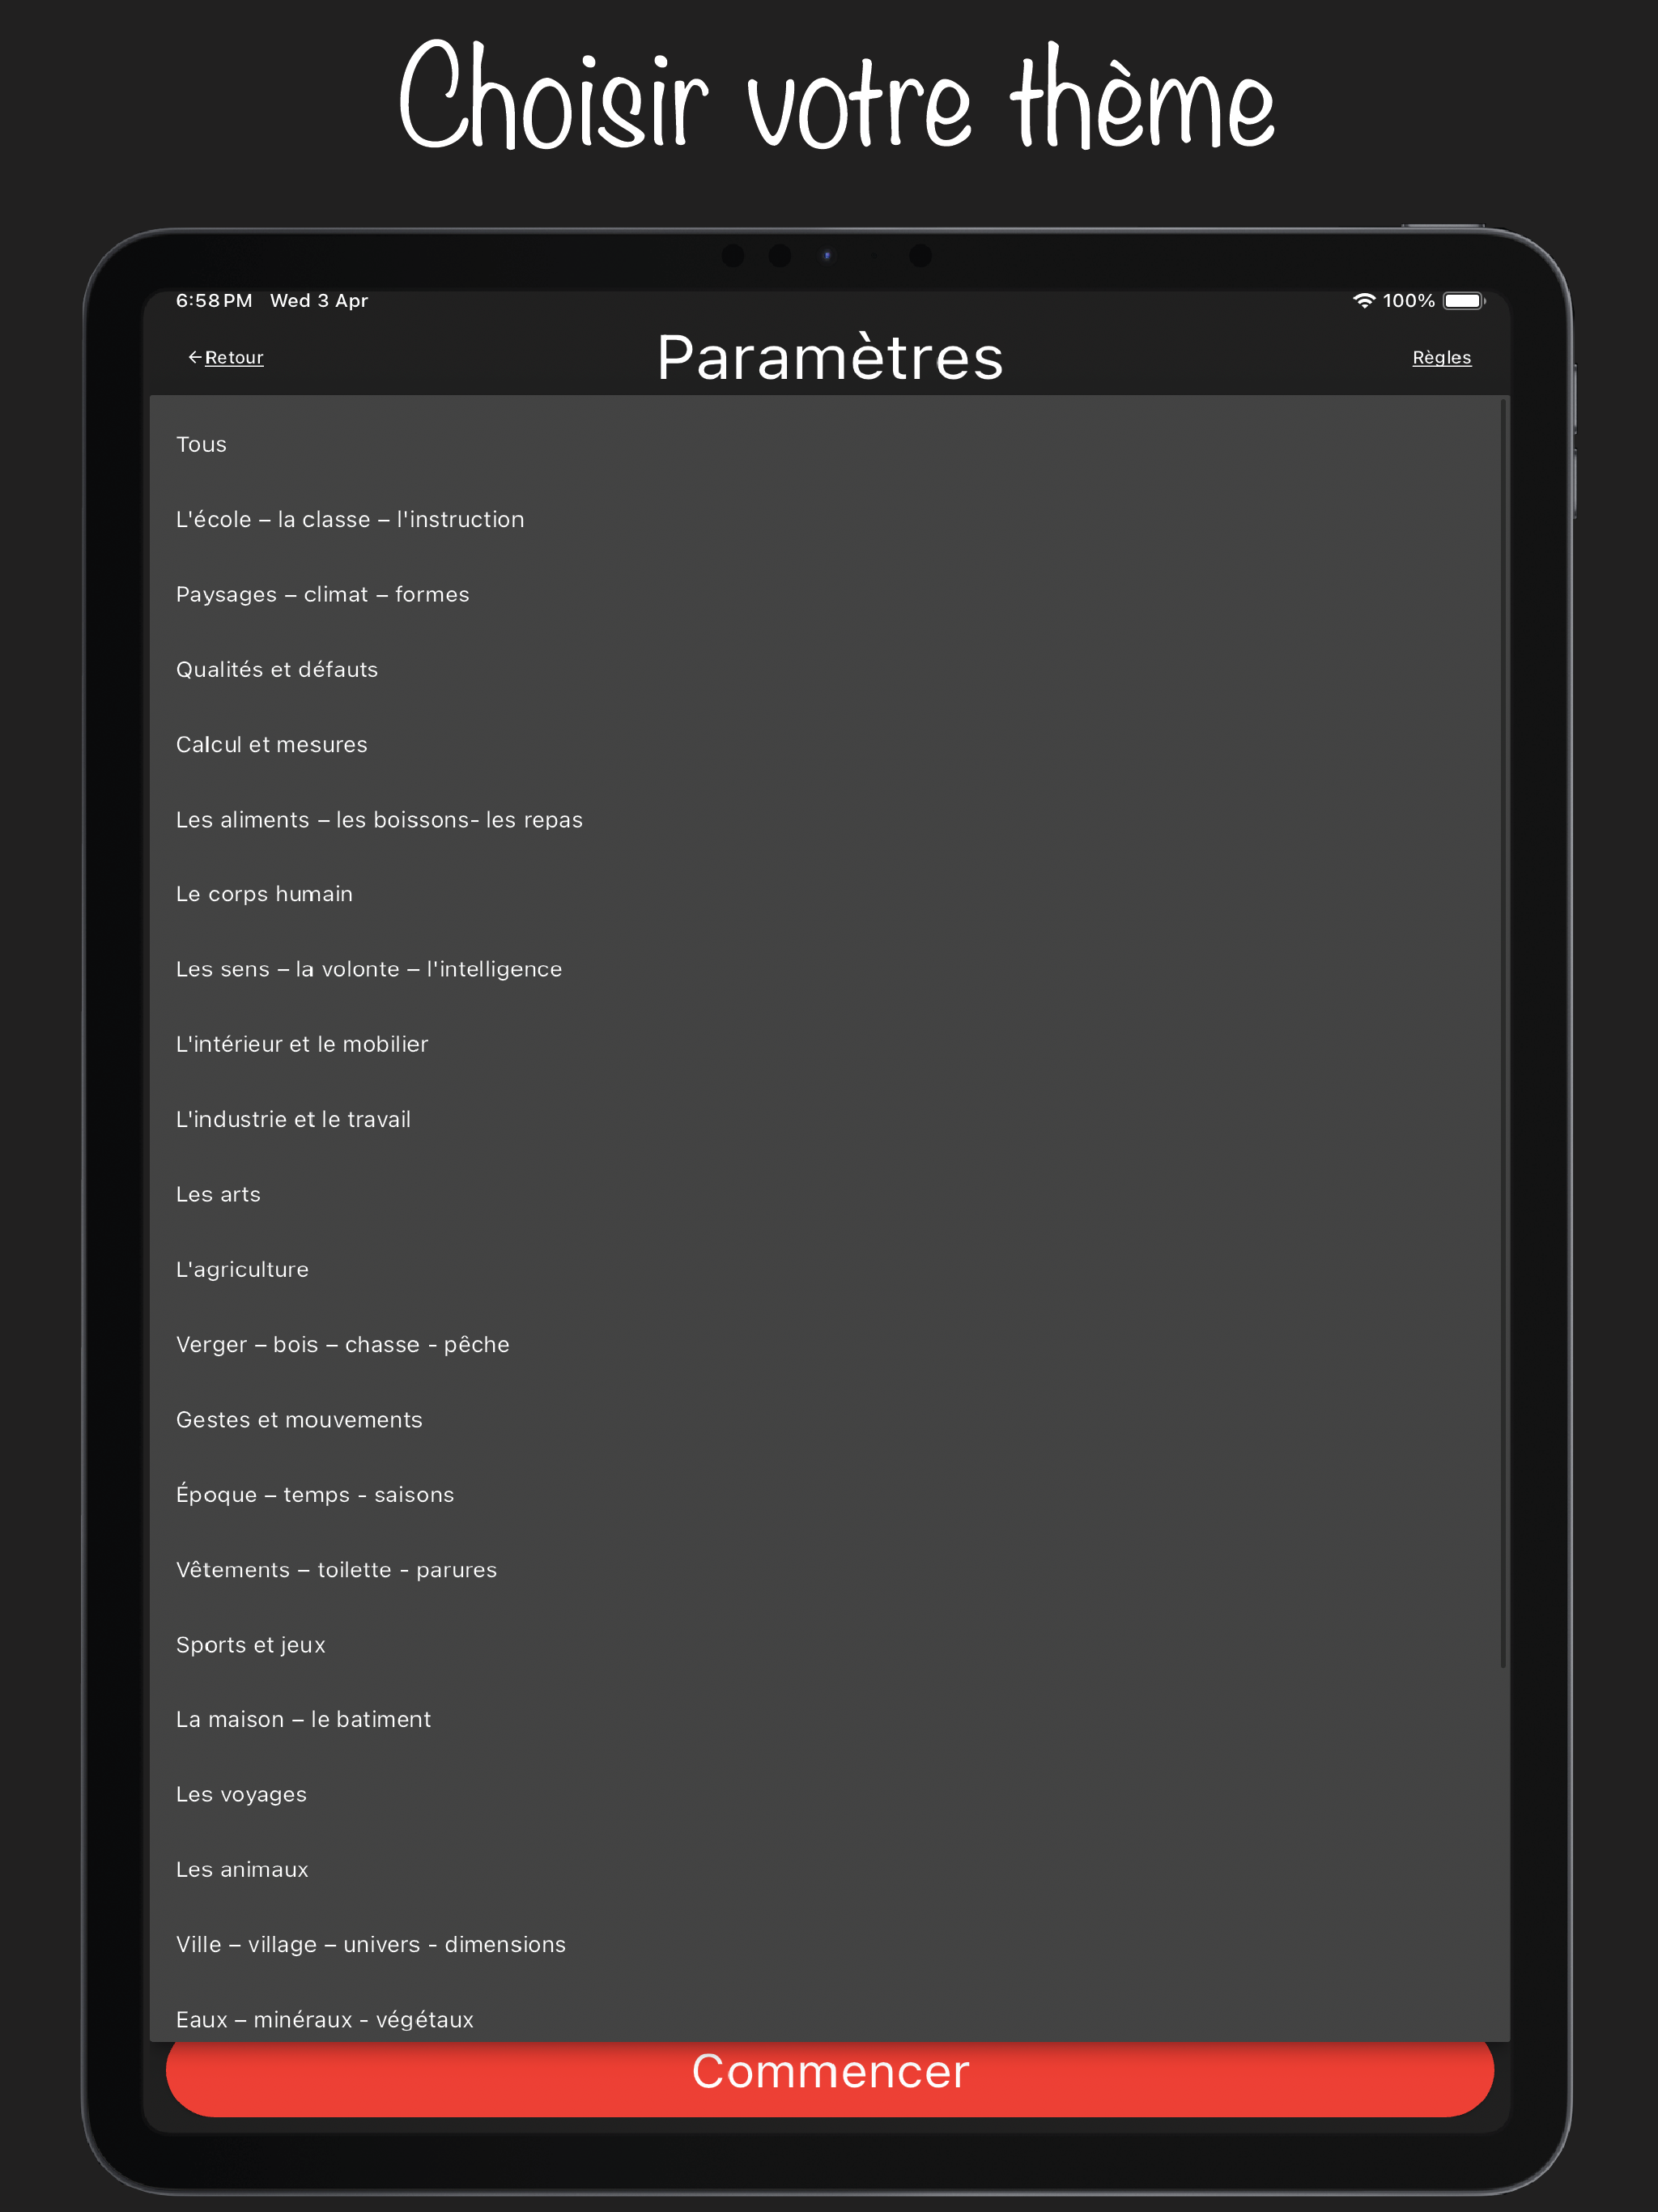 Choisir votre thème
6:58 PM Wed 3 Apr 100%
←Retour Paramètres Règles
Tous
L'école – la classe – l'instruction
Paysages – climat – formes
Qualités et défauts
Calcul et mesures
Les aliments – les boissons- les repas
Le corps humain
Les sens – la volonte – l'intelligence
L'intérieur et le mobilier
L'industrie et le travail
Les arts
L'agriculture
Verger – bois – chasse - pêche
Gestes et mouvements
Époque – temps - saisons
Vêtements – toilette - parures
Sports et jeux
La maison – le batiment
Les voyages
Les animaux
Ville – village – univers - dimensions
Eaux – minéraux - végétaux
Commencer